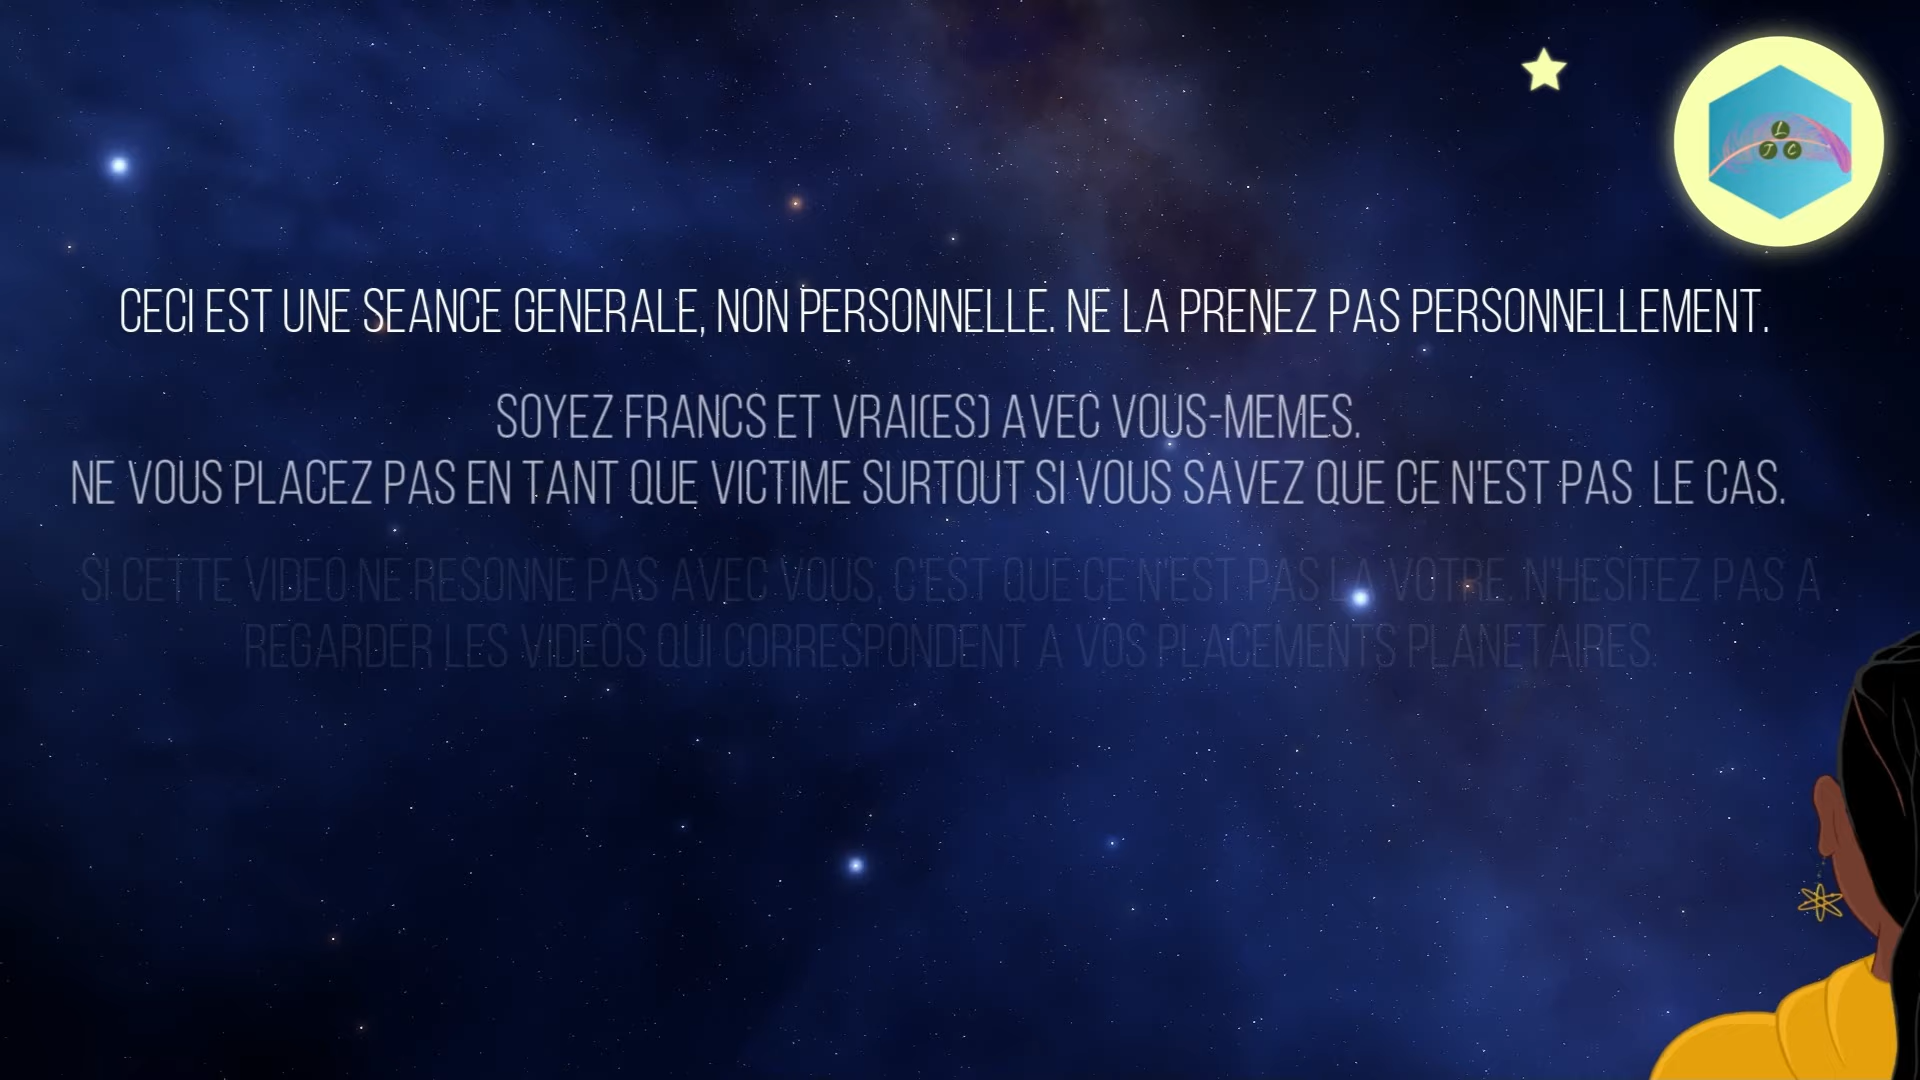 L
J C
CECI EST UNE SEANCE GENERALE, NON PERSONNELLE. NE LA PRENEZ PAS PERSONNELLEMENT.
SOYEZ FRANCS ET VRAI(ES) AVEC VOUS-MEMES.
NE VOUS PLACEZ PAS EN TANT QUE VICTIME SURTOUT SI VOUS SAVEZ QUE CE N'EST PAS LE CAS.
SI CETTE VIDEO NE RESONNE PAS AVEC VOUS, C'EST QUE CE N'EST PAS LA VOTRE. N'HESITEZ PAS A
REGARDER LES VIDEOS QUI CORRESPONDENT A VOS PLACEMENTS PLANETAIRES.